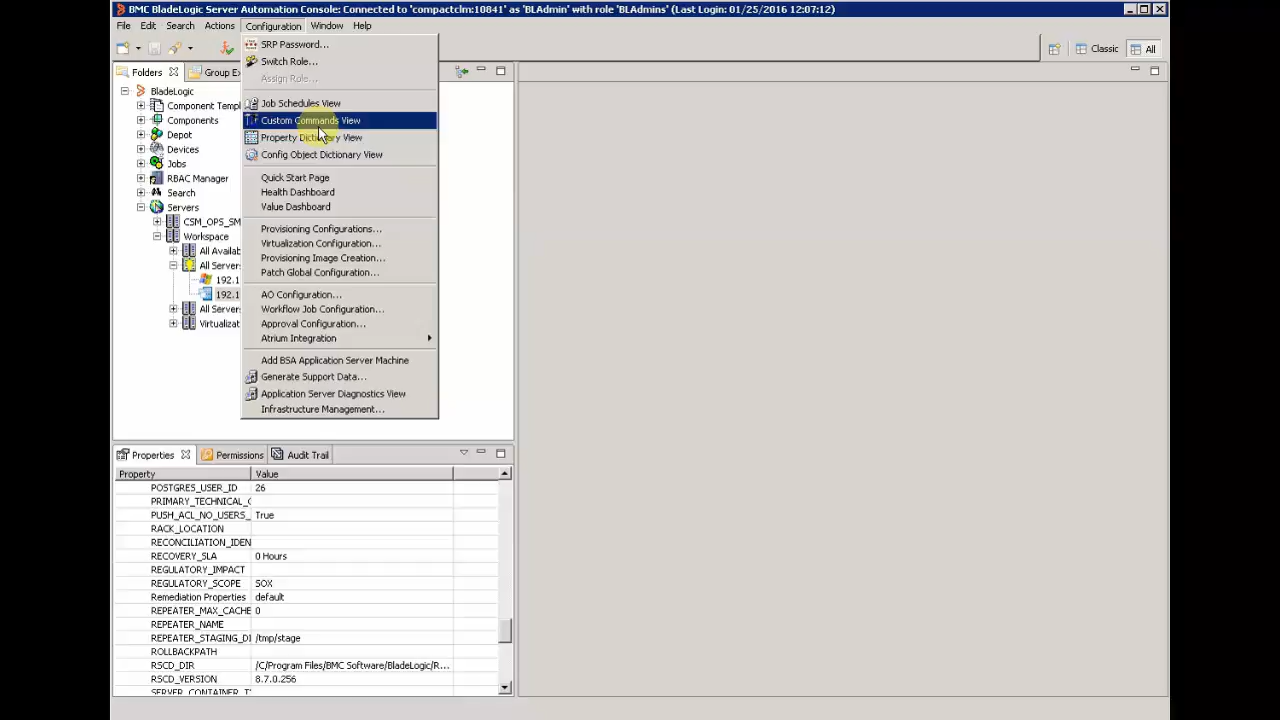 BMC BladeLogic Server Automation Console: Connected to 'compactclm:10841' as 'BLAdmin' with role 'BLAdmins' (Last Login: 01/25/2016 12:07:12)
File Edit Search Actions Configuration Window Help
Classic All
Folders Group Ex
BladeLogic
Component Templ
Components
Depot
Devices
Jobs
RBAC Manager
Search
Servers
CSM_OPS_SM
Workspace
All Availab
All Server
192.1
192.1
All Server
Virtualizat
SRP Password...
Switch Role...
Assign Role...
Job Schedules View
Custom Commands View
Property Dictionary View
Config Object Dictionary View
Quick Start Page
Health Dashboard
Value Dashboard
Provisioning Configurations...
Virtualization Configuration...
Provisioning Image Creation...
Patch Global Configuration...
AO Configuration...
Workflow Job Configuration...
Approval Configuration...
Atrium Integration
Add BSA Application Server Machine
Generate Support Data...
Application Server Diagnostics View
Infrastructure Management...
Properties Permissions Audit Trail
Property Value
POSTGRES_USER_ID 26
PRIMARY_TECHNICAL_C
PUSH_ACL_NO_USERS_ True
RACK_LOCATION
RECONCILIATION_IDEN
RECOVERY_SLA 0 Hours
REGULATORY_IMPACT
REGULATORY_SCOPE SOX
Remediation Properties default
REPEATER_MAX_CACHE 0
REPEATER_NAME
REPEATER_STAGING_DI /tmp/stage
ROLLBACKPATH
RSCD_DIR /C/Program Files/BMC Software/BladeLogic/R...
RSCD_VERSION 8.7.0.256
SERVER_CONTAINER_T